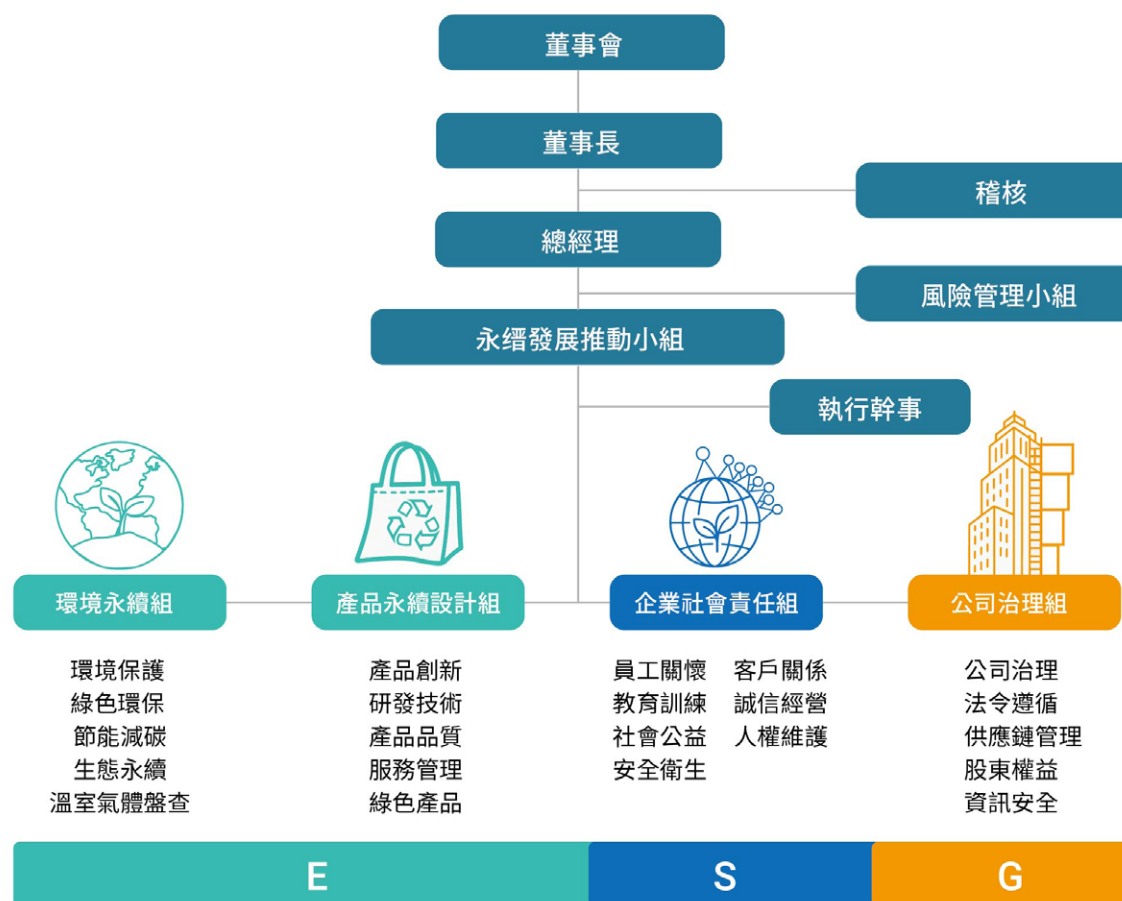 董事會
董事長
稽核
總經理
風險管理小組
永缙發展推動小組
執行幹事
環境永續組
產品永續設計組
企業社會責任組
公司治理組
環境保護
綠色環保
節能減碳
生態永續
溫室氣體盤查
產品創新
研發技術
產品品質
服務管理
綠色產品
員工關懷 客戶關係
教育訓練 誠信經營
社會公益 人權維護
安全衛生
公司治理
法令遵循
供應鏈管理
股東權益
資訊安全
E
S
G